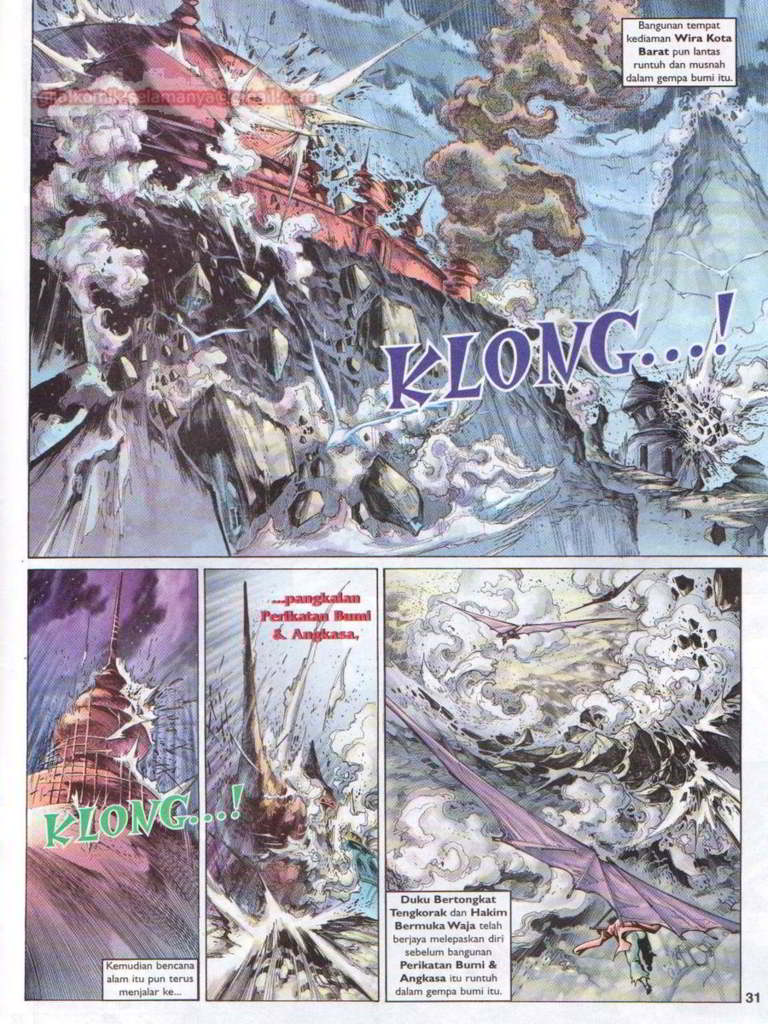 Bangunan tempat
kediaman Wira Kota
Barat pun lantas
runtuh dan musnah
dalam gempa bumi itu.
KLONG...!
KLONG...!
Kemudian bencana
alam itu pun terus
menjalar ke...
...pangkalan
Perikatan Bumi
& Angkasa,
Duku Bertongkat
Tengkorak dan Hakim
Bermuka Waja telah
berjaya melepaskan diri
sebelum bangunan
Perikatan Bumi &
Angkasa itu runtuh
dalam gempa bumi itu.
31